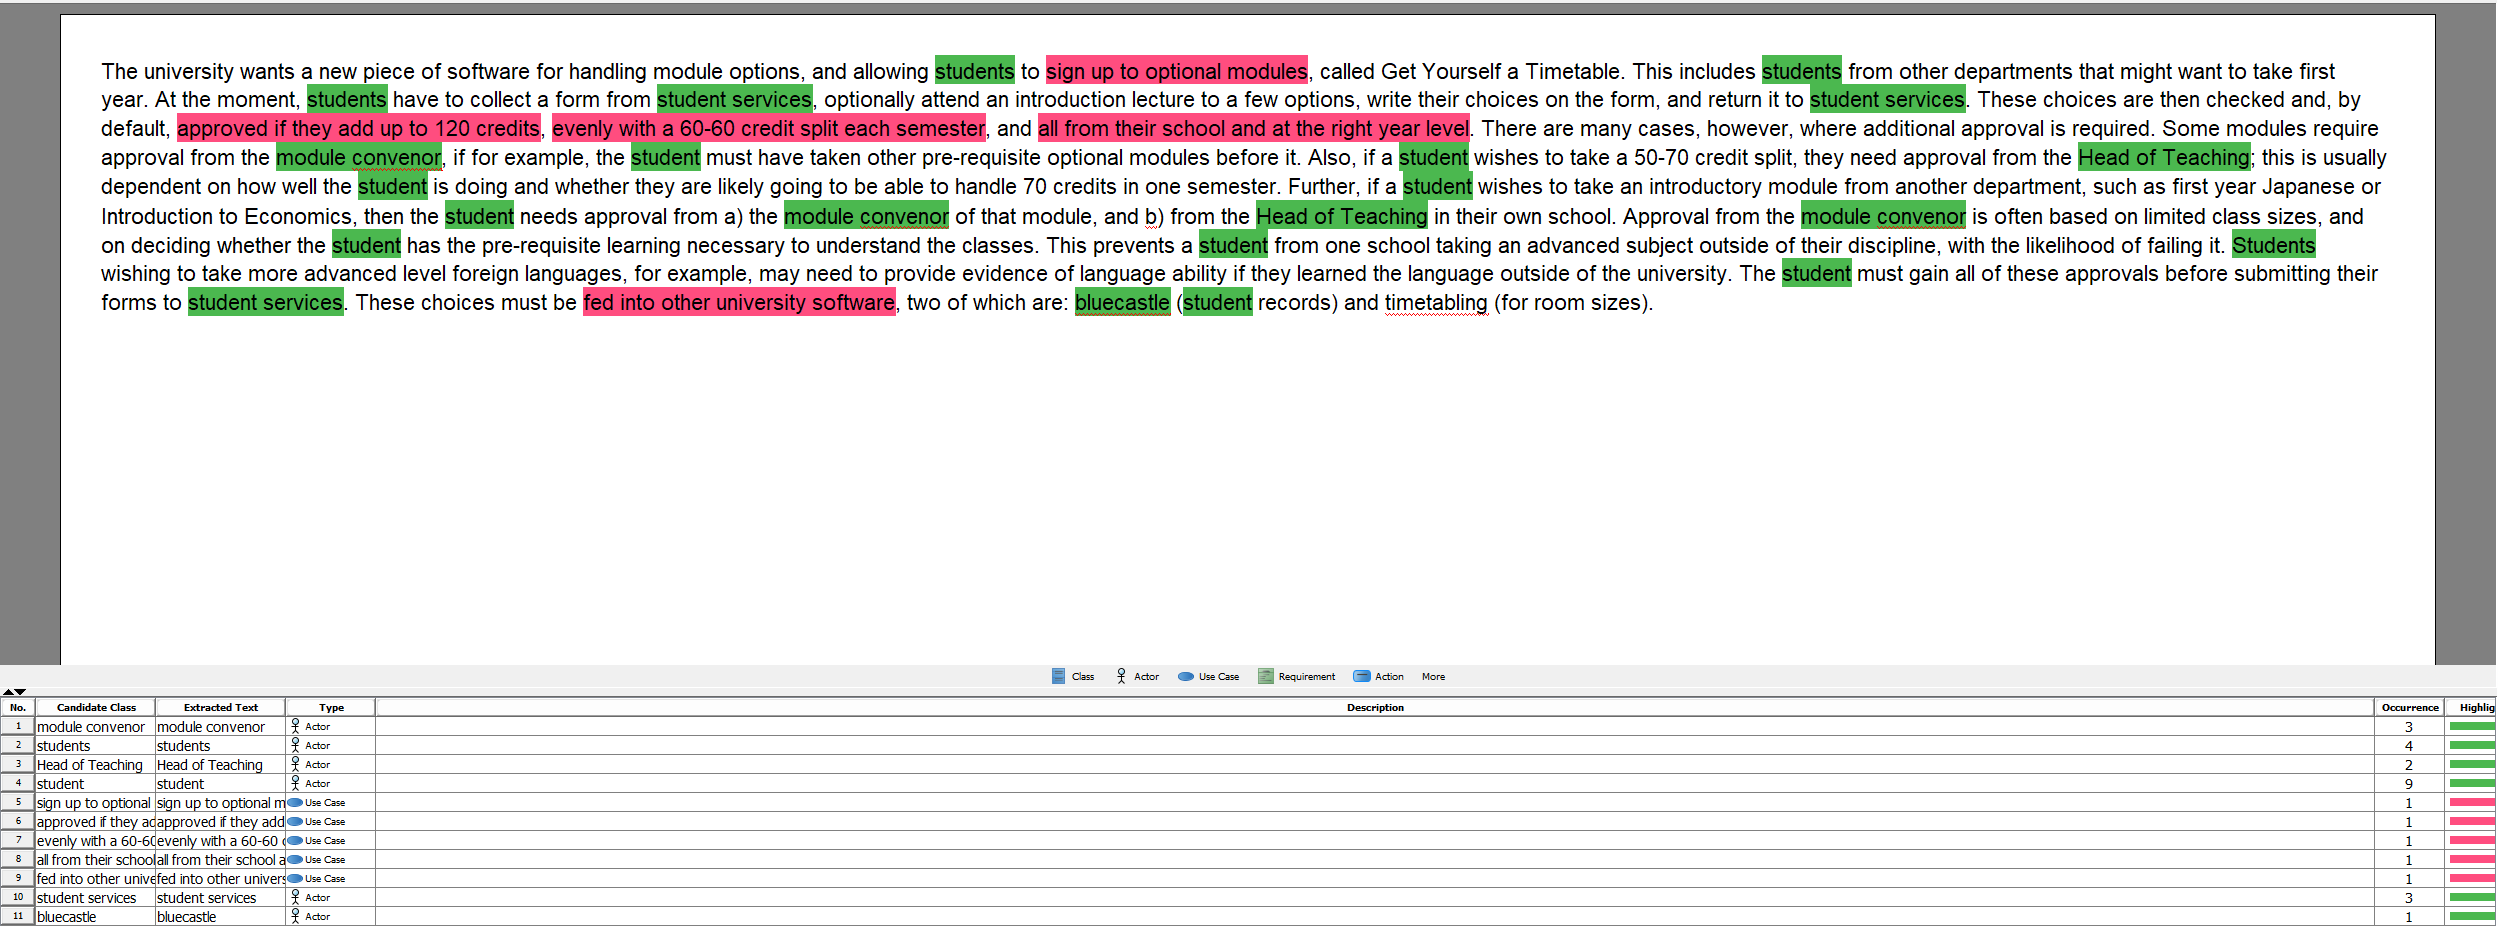 The university wants a new piece of software for handling module options, and allowing students to sign up to optional modules, called Get Yourself a Timetable. This includes students from other departments that might want to take first
year. At the moment, students have to collect a form from student services, optionally attend an introduction lecture to a few options, write their choices on the form, and return it to student services. These choices are then checked and, by
default, approved if they add up to 120 credits, evenly with a 60-60 credit split each semester, and all from their school and at the right year level. There are many cases, however, where additional approval is required. Some modules require
approval from the module convenor, if for example, the student must have taken other pre-requisite optional modules before it. Also, if a student wishes to take a 50-70 credit split, they need approval from the Head of Teaching; this is usually
dependent on how well the student is doing and whether they are likely going to be able to handle 70 credits in one semester. Further, if a student wishes to take an introductory module from another department, such as first year Japanese or
Introduction to Economics, then the student needs approval from a) the module convenor of that module, and b) from the Head of Teaching in their own school. Approval from the module convenor is often based on limited class sizes, and
on deciding whether the student has the pre-requisite learning necessary to understand the classes. This prevents a student from one school taking an advanced subject outside of their discipline, with the likelihood of failing it. Students
wishing to take more advanced level foreign languages, for example, may need to provide evidence of language ability if they learned the language outside of the university. The student must gain all of these approvals before submitting their
forms to student services. These choices must be fed into other university software, two of which are: bluecastle (student records) and timetabling (for room sizes).
Class Actor Use Case Requirement Action More
No. Candidate Class Extracted Text Type Description Occurrence Highlig
1 module convenor module convenor Actor 3
2 students students Actor 4
3 Head of Teaching Head of Teaching Actor 2
4 student student Actor 9
5 sign up to optional sign up to optional m Use Case 1
6 approved if they ad approved if they add Use Case 1
7 evenly with a 60-60 evenly with a 60-60 c Use Case 1
8 all from their school all from their school a Use Case 1
9 fed into other unive fed into other univers Use Case 1
10 student services student services Actor 3
11 bluecastle bluecastle Actor 1